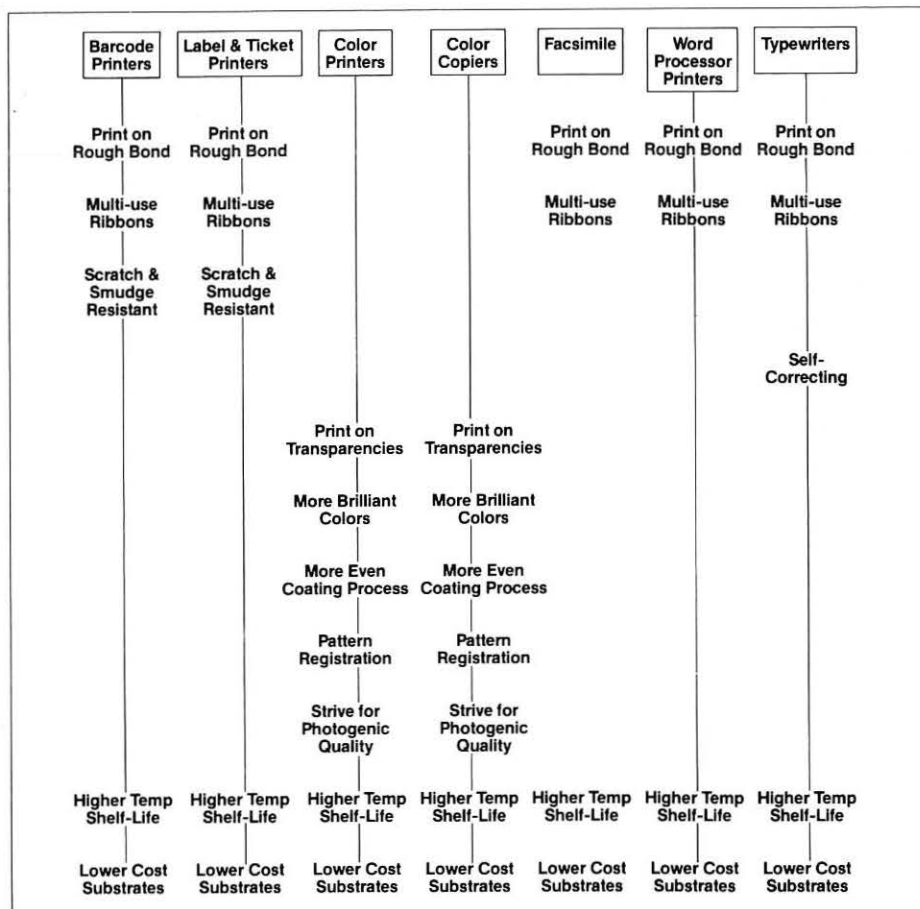 Barcode
Printers
Print on
Rough Bond
Multi-use
Ribbons
Scratch &
Smudge
Resistant
Higher Temp
Shelf-Life
Lower Cost
Substrates
Label & Ticket
Printers
Print on
Rough Bond
Multi-use
Ribbons
Scratch &
Smudge
Resistant
Higher Temp
Shelf-Life
Lower Cost
Substrates
Color
Printers
Print on
Transparencies
More Brilliant
Colors
More Even
Coating Process
Pattern
Registration
Strive for
Photogenic
Quality
Higher Temp
Shelf-Life
Lower Cost
Substrates
Color
Copiers
Print on
Transparencies
More Brilliant
Colors
More Even
Coating Process
Pattern
Registration
Strive for
Photogenic
Quality
Higher Temp
Shelf-Life
Lower Cost
Substrates
Facsimile
Print on
Rough Bond
Multi-use
Ribbons
Higher Temp
Shelf-Life
Lower Cost
Substrates
Word
Processor
Printers
Print on
Rough Bond
Multi-use
Ribbons
Higher Temp
Shelf-Life
Lower Cost
Substrates
Typewriters
Print on
Rough Bond
Multi-use
Ribbons
Self-
Correcting
Higher Temp
Shelf-Life
Lower Cost
Substrates